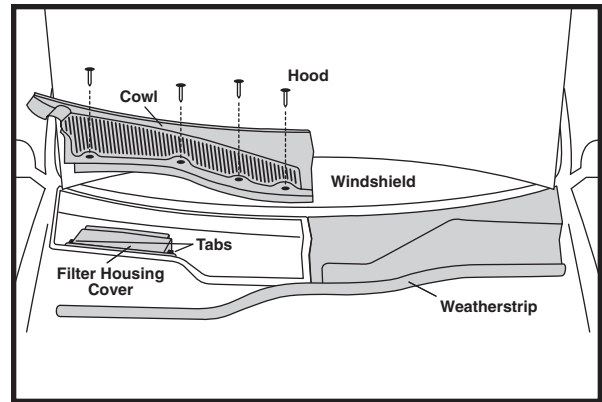 Hood
Cowl
Windshield
Tabs
Filter Housing
Cover
Weatherstrip